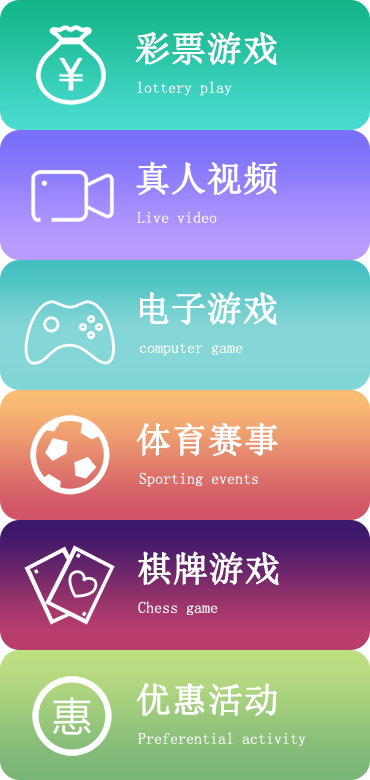 ¥
彩票游戏
lottery play
真人视频
Live video
电子游戏
computer game
体育赛事
Sporting events
棋牌游戏
Chess game
惠
优惠活动
Preferential activity